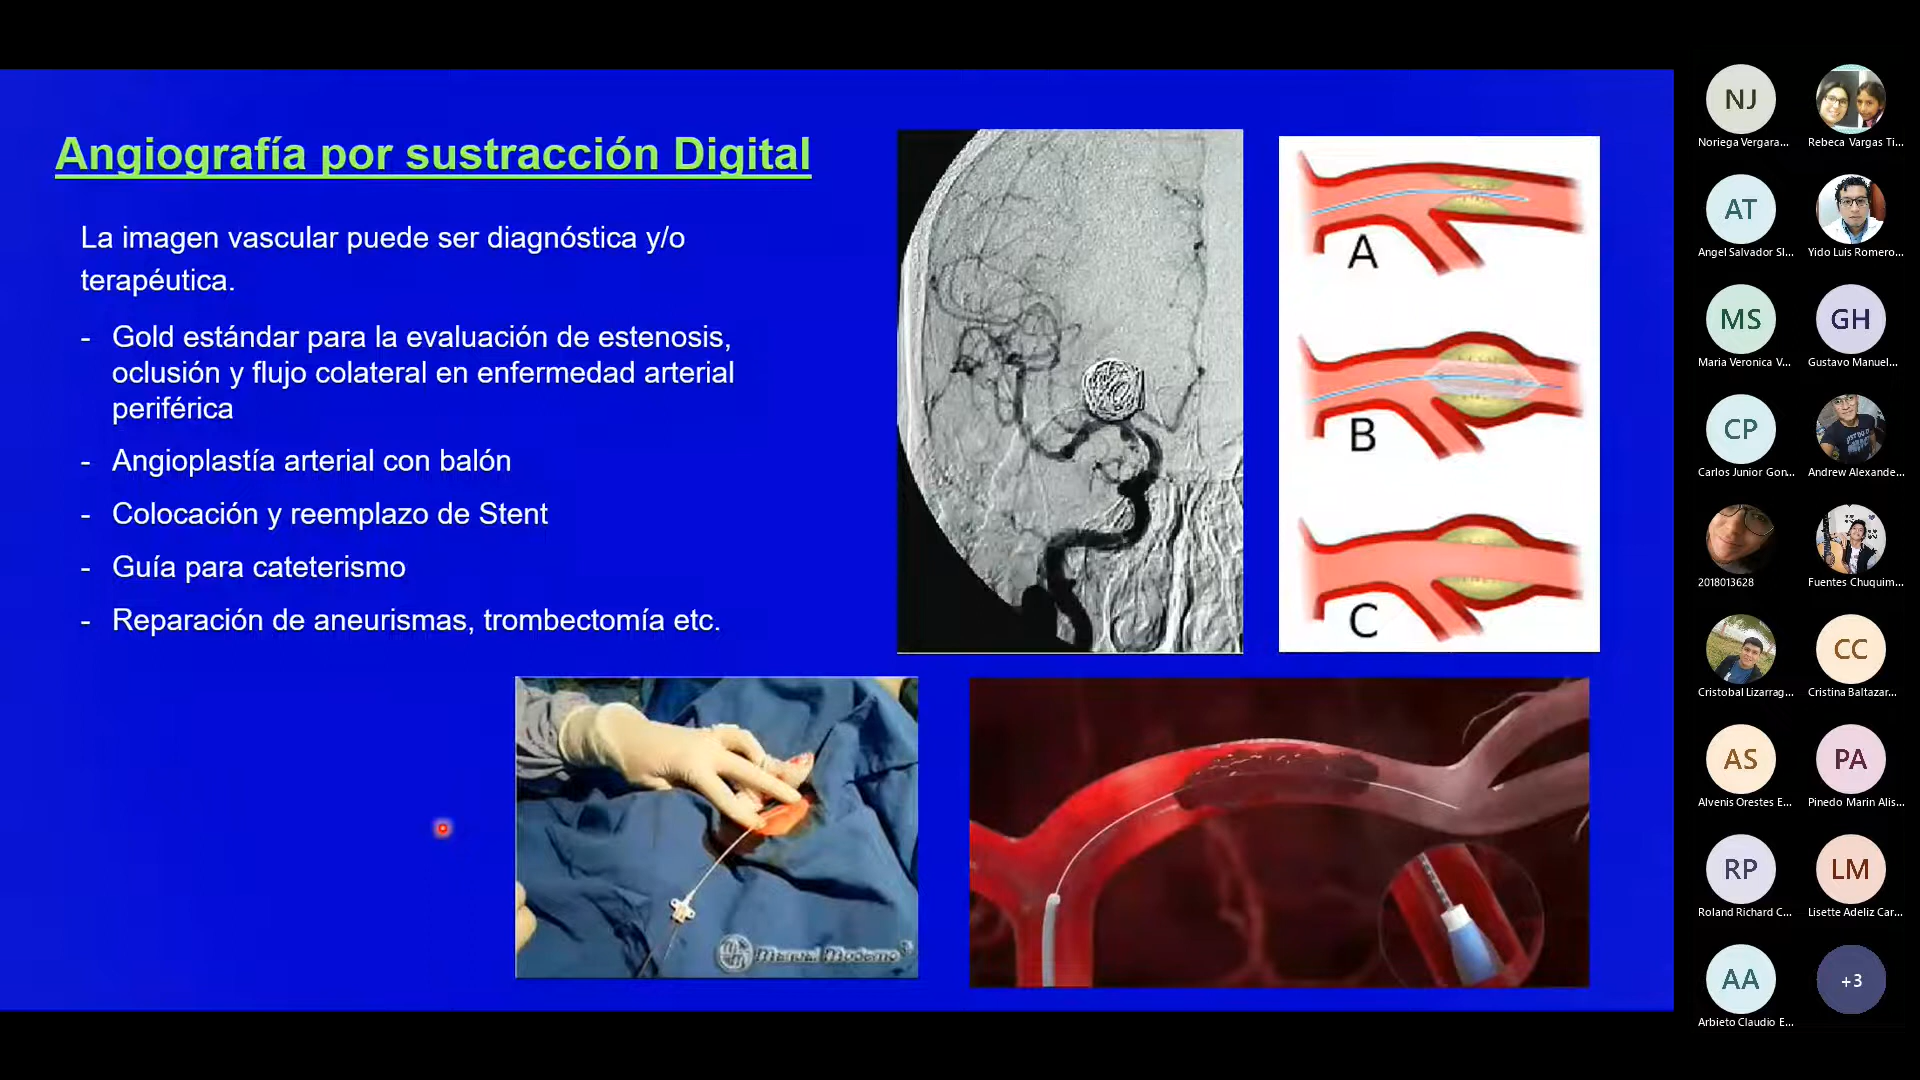 Angiografía por sustracción Digital
La imagen vascular puede ser diagnóstica y/o
terapéutica.
- Gold estándar para la evaluación de estenosis,
oclusión y flujo colateral en enfermedad arterial
periférica
- Angioplastía arterial con balón
- Colocación y reemplazo de Stent
- Guía para cateterismo
- Reparación de aneurismas, trombectomía etc.
A
B
C
Manual Moderno
NJ
Noriega Vergara...
Rebeca Vargas Ti...
AT
Angel Salvador Sl...
Yido Luis Romero...
MS
Maria Veronica V...
GH
Gustavo Manuel...
CP
Carlos Junior Gon...
Andrew Alexande...
2018013628
Fuentes Chuquim...
Cristobal Lizarrag...
CC
Cristina Baltazar...
AS
Alvenis Orestes E...
PA
Pinedo Marin Alis...
RP
Roland Richard C...
LM
Lisette Adeliz Car...
AA
Arbieto Claudio E...
+3